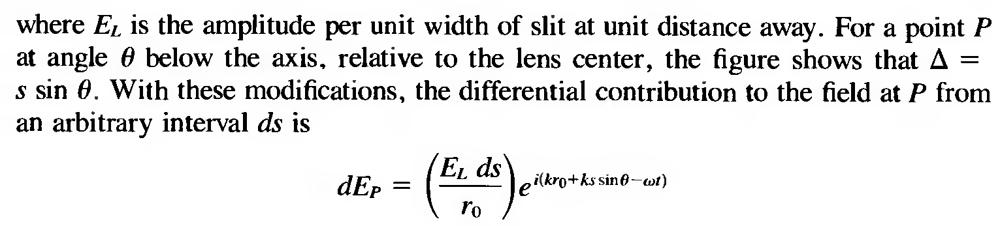 where E_L is the amplitude per unit width of slit at unit distance away. For a point P
at angle θ below the axis, relative to the lens center, the figure shows that Δ =
s sin θ. With these modifications, the differential contribution to the field at P from
an arbitrary interval ds is
dE_P = (E_L ds / r_0) e^{i(kr_0+ks sin θ−ωt)}